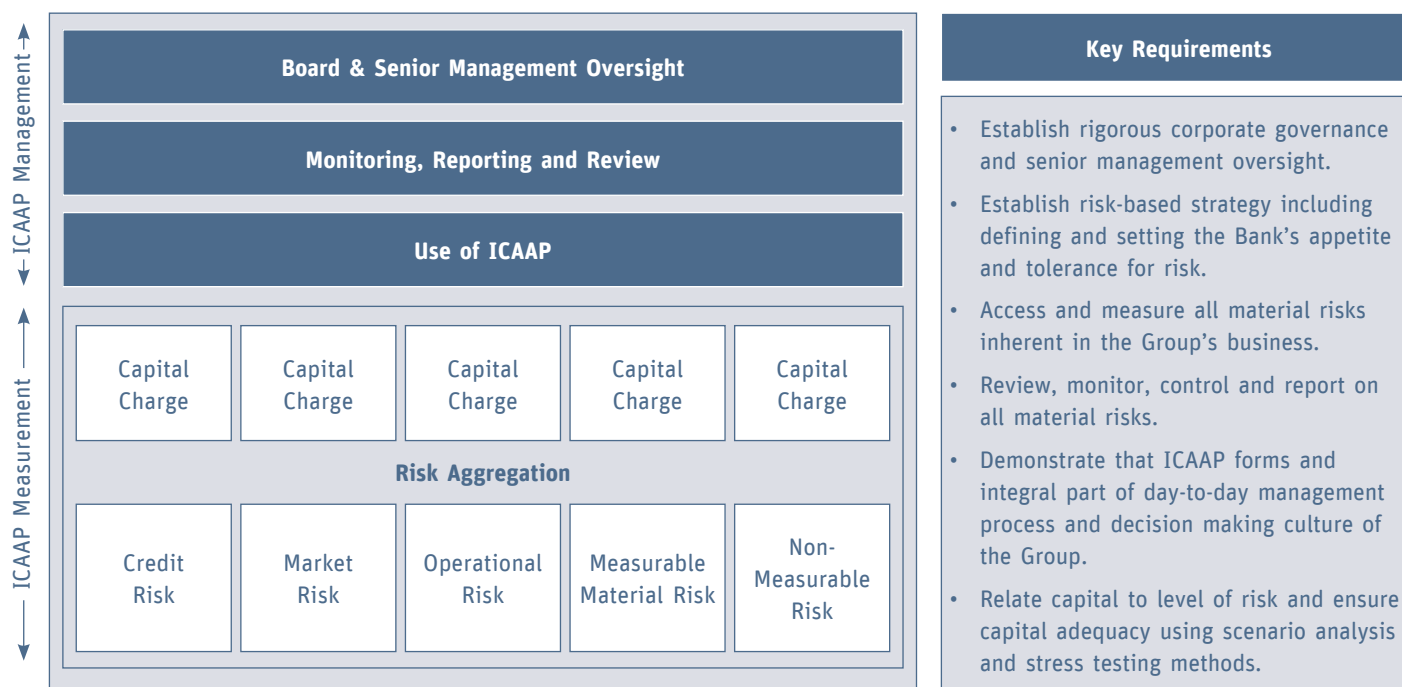 ICAAP Management
ICAAP Measurement
Board & Senior Management Oversight
Monitoring, Reporting and Review
Use of ICAAP
Capital
Charge
Capital
Charge
Capital
Charge
Capital
Charge
Capital
Charge
Risk Aggregation
Credit
Risk
Market
Risk
Operational
Risk
Measurable
Material Risk
Non-
Measurable
Risk
Key Requirements
• Establish rigorous corporate governance
and senior management oversight.
• Establish risk-based strategy including
defining and setting the Bank's appetite
and tolerance for risk.
• Access and measure all material risks
inherent in the Group's business.
• Review, monitor, control and report on
all material risks.
• Demonstrate that ICAAP forms and
integral part of day-to-day management
process and decision making culture of
the Group.
• Relate capital to level of risk and ensure
capital adequacy using scenario analysis
and stress testing methods.